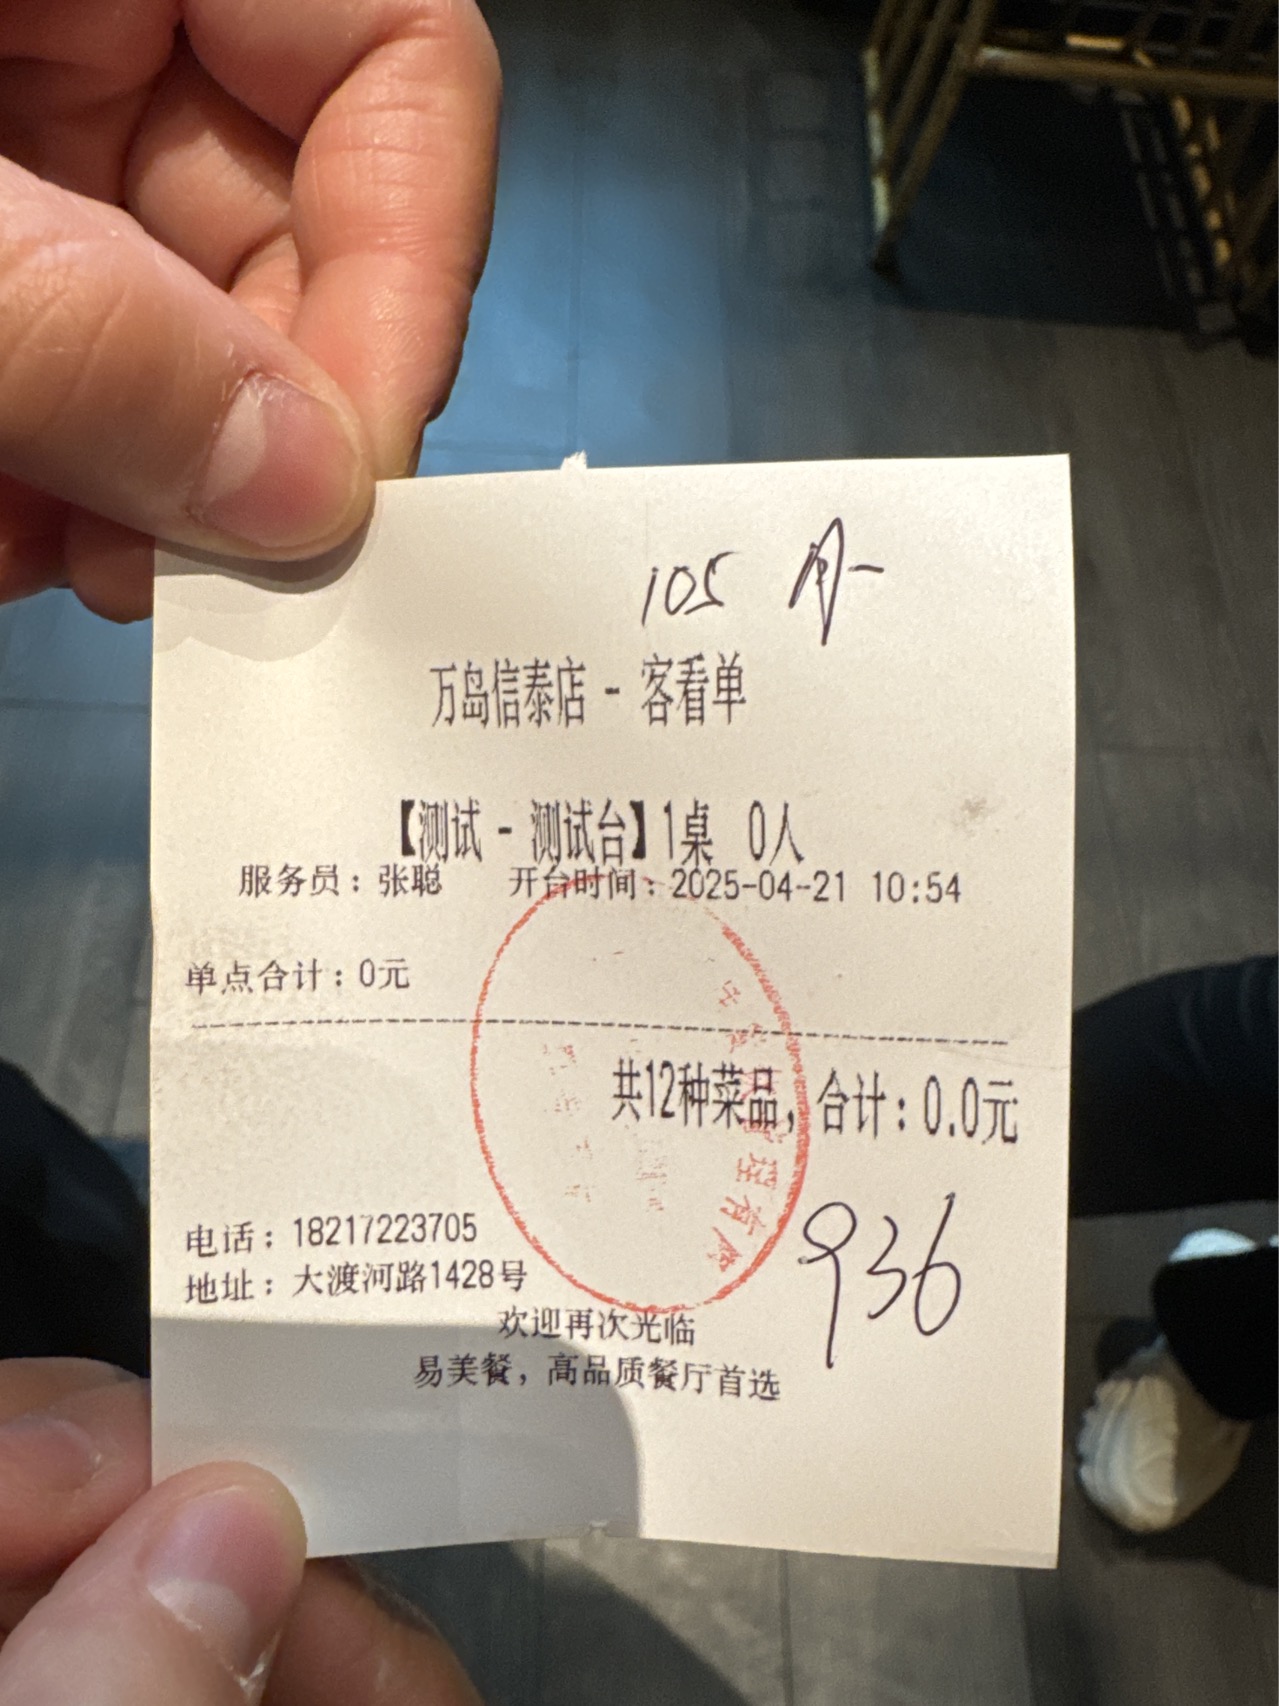 105
万岛信泰店 - 客看单
【测试 - 测试台】1桌 0人
服务员：张聪 开台时间：2025-04-21 10:54
单点合计：0元
共12种菜品，合计：0.0元
管理有
936
电话：18217223705
地址：大渡河路1428号
欢迎再次光临
易美餐，高品质餐厅首选